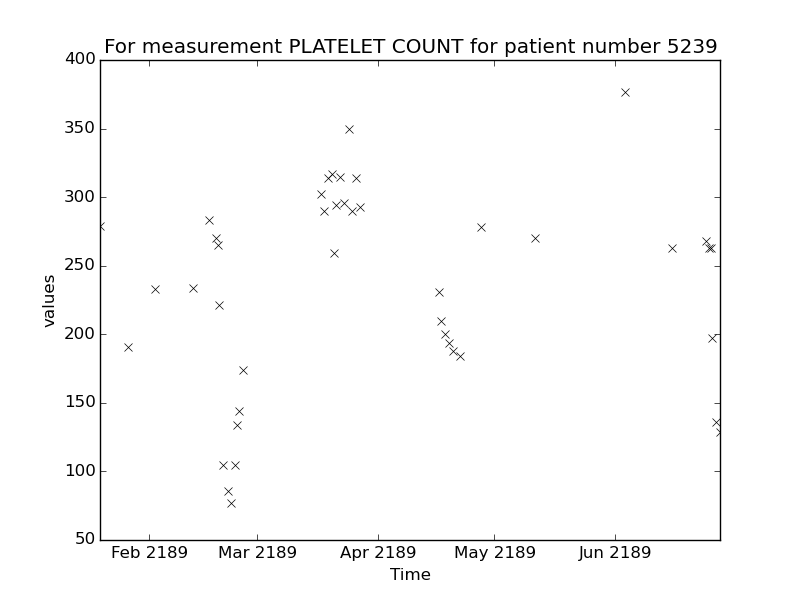 For measurement PLATELET COUNT for patient number 5239
400
350
300
250
200
150
100
50
values
Feb 2189
Mar 2189
Apr 2189
May 2189
Jun 2189
Time